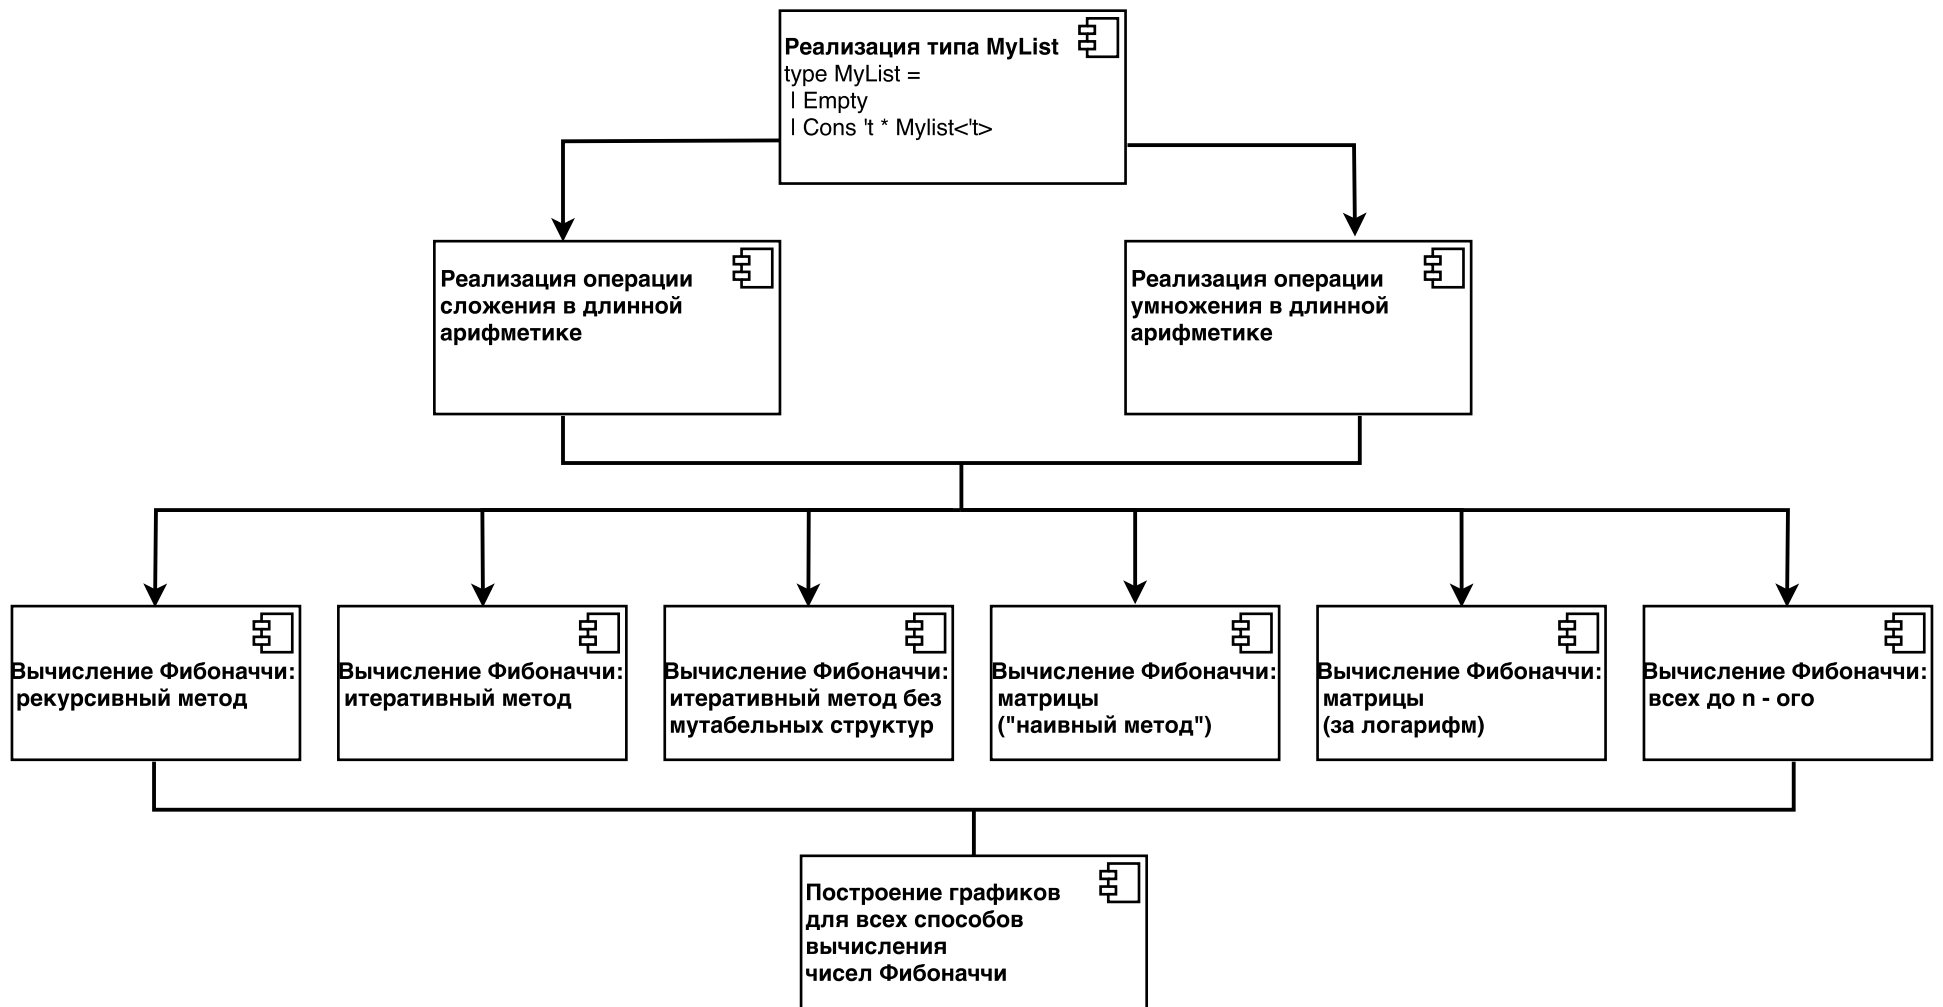 Реализация типа MyList
type MyList =
| Empty
| Cons 't * Mylist<'t>
Реализация операции
сложения в длинной
арифметике
Реализация операции
умножения в длинной
арифметике
Вычисление Фибоначчи:
рекурсивный метод
Вычисление Фибоначчи:
итеративный метод
Вычисление Фибоначчи:
итеративный метод без
мутабельных структур
Вычисление Фибоначчи:
матрицы
("наивный метод")
Вычисление Фибоначчи:
матрицы
(за логарифм)
Вычисление Фибоначчи:
всех до n - ого
Построение графиков
для всех способов
вычисления
чисел Фибоначчи